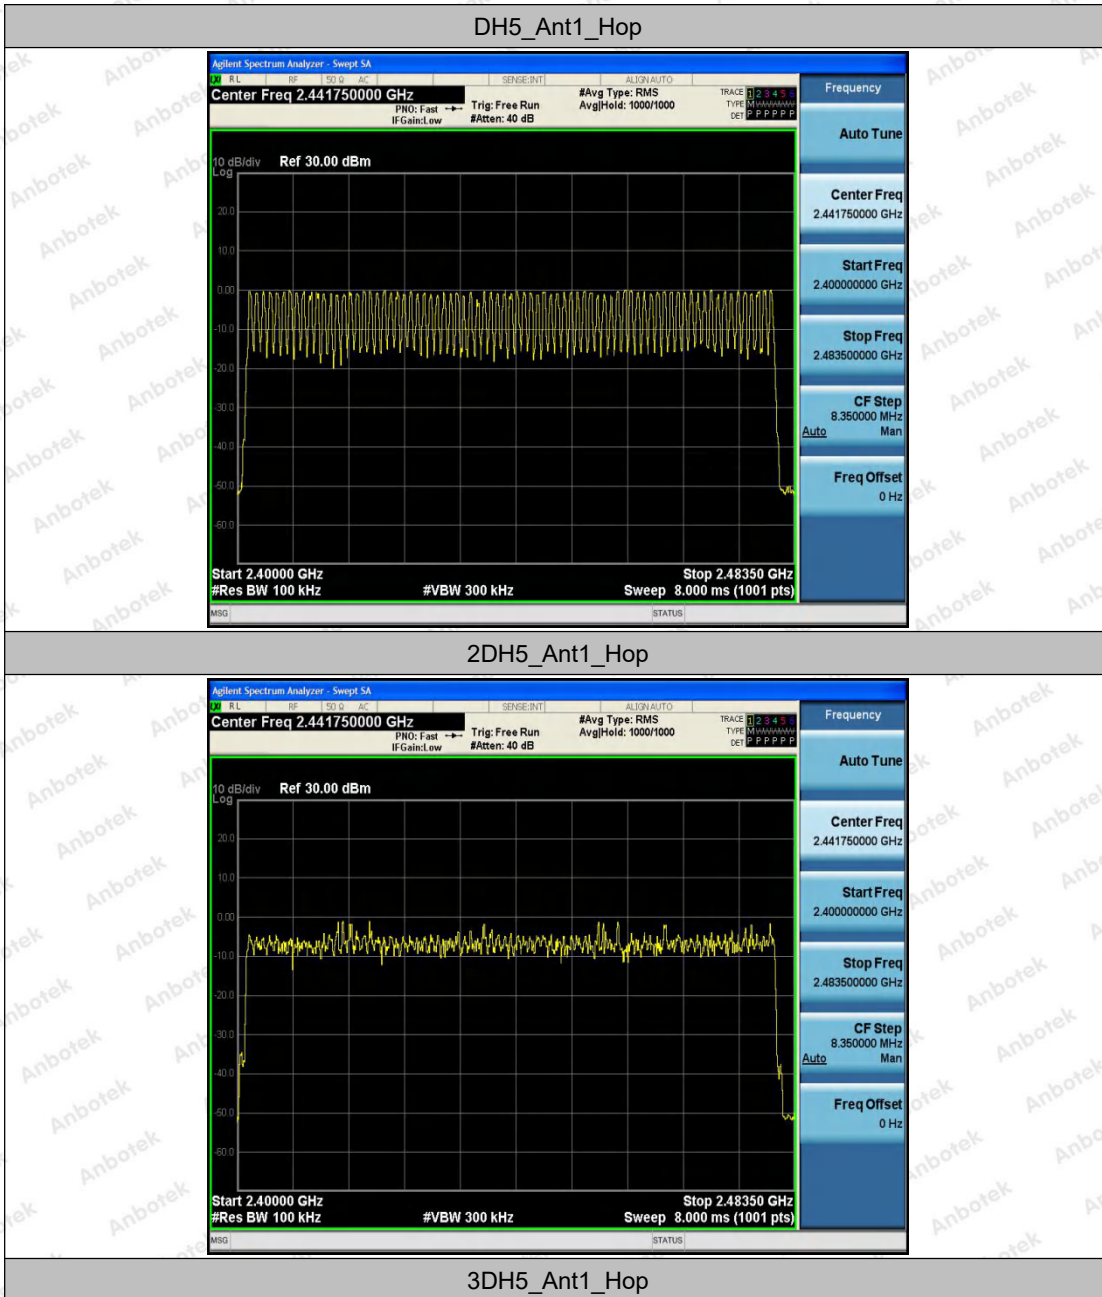 DH5_Ant1_Hop
Agilent Spectrum Analyzer - Swept SA
RL RF 50 Ω AC SENSE:INT ALIGNAUTO
Center Freq 2.441750000 GHz
PNO: Fast
IFGain:Low
Trig: Free Run
#Atten: 40 dB
#Avg Type: RMS
Avg|Hold: 1000/1000
TRACE 1 2 3 4 5 6
TYPE M
DET P P P P P P
10 dB/div Ref 30.00 dBm
Log
20.0
10.0
0.00
-10.0
-20.0
-30.0
-40.0
-50.0
-60.0
Start 2.40000 GHz Stop 2.48350 GHz
#Res BW 100 kHz #VBW 300 kHz Sweep 8.000 ms (1001 pts)
MSG STATUS
Frequency
Auto Tune
Center Freq
2.441750000 GHz
Start Freq
2.400000000 GHz
Stop Freq
2.483500000 GHz
CF Step
8.350000 MHz
Auto Man
Freq Offset
0 Hz
2DH5_Ant1_Hop
Agilent Spectrum Analyzer - Swept SA
RL RF 50 Ω AC SENSE:INT ALIGNAUTO
Center Freq 2.441750000 GHz
PNO: Fast
IFGain:Low
Trig: Free Run
#Atten: 40 dB
#Avg Type: RMS
Avg|Hold: 1000/1000
TRACE 1 2 3 4 5 6
TYPE M
DET P P P P P P
10 dB/div Ref 30.00 dBm
Log
20.0
10.0
0.00
-10.0
-20.0
-30.0
-40.0
-50.0
-60.0
Start 2.40000 GHz Stop 2.48350 GHz
#Res BW 100 kHz #VBW 300 kHz Sweep 8.000 ms (1001 pts)
MSG STATUS
Frequency
Auto Tune
Center Freq
2.441750000 GHz
Start Freq
2.400000000 GHz
Stop Freq
2.483500000 GHz
CF Step
8.350000 MHz
Auto Man
Freq Offset
0 Hz
3DH5_Ant1_Hop